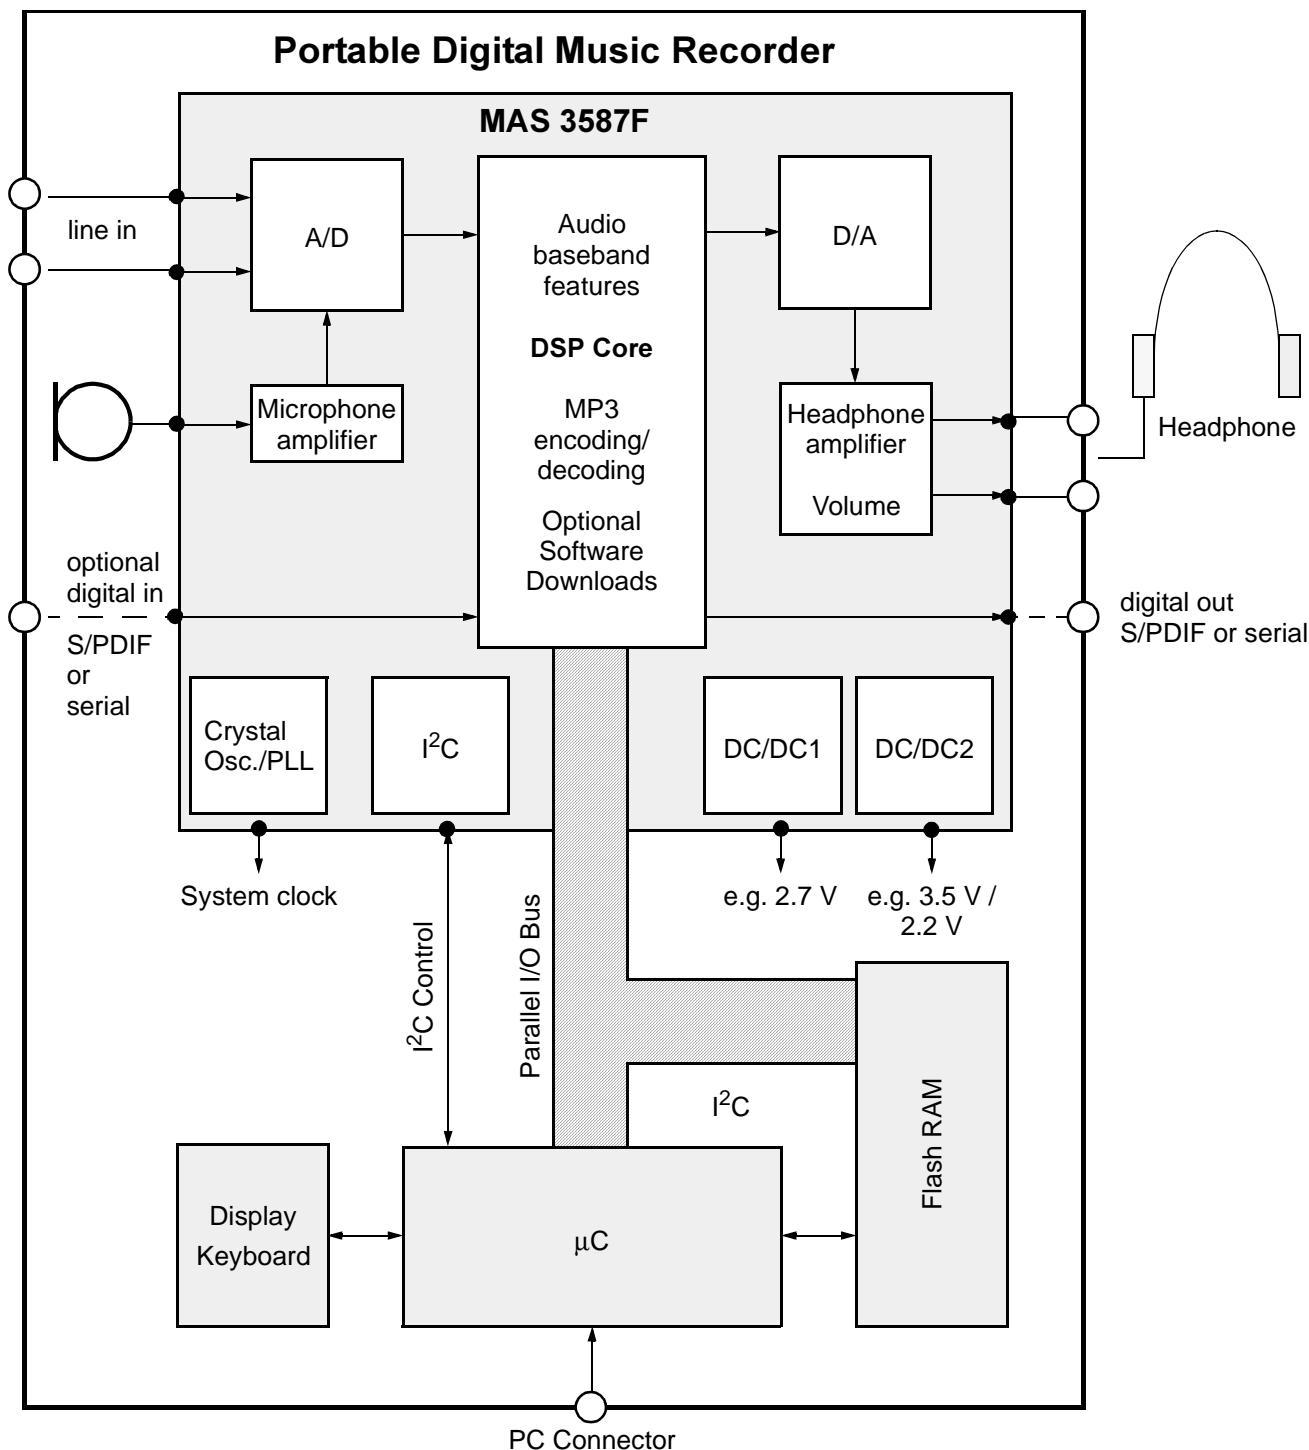 Portable Digital Music Recorder
MAS 3587F
line in
A/D
Audio
baseband
features
DSP Core
MP3
encoding/
decoding
Optional
Software
Downloads
D/A
Microphone
amplifier
Headphone
amplifier
Volume
Headphone
optional
digital in
S/PDIF
or
serial
digital out
S/PDIF or serial
Crystal
Osc./PLL
I²C
DC/DC1
DC/DC2
System clock
e.g. 2.7 V
e.g. 3.5 V /
2.2 V
I²C Control
Parallel I/O Bus
I²C
Flash RAM
Display
Keyboard
µC
PC Connector